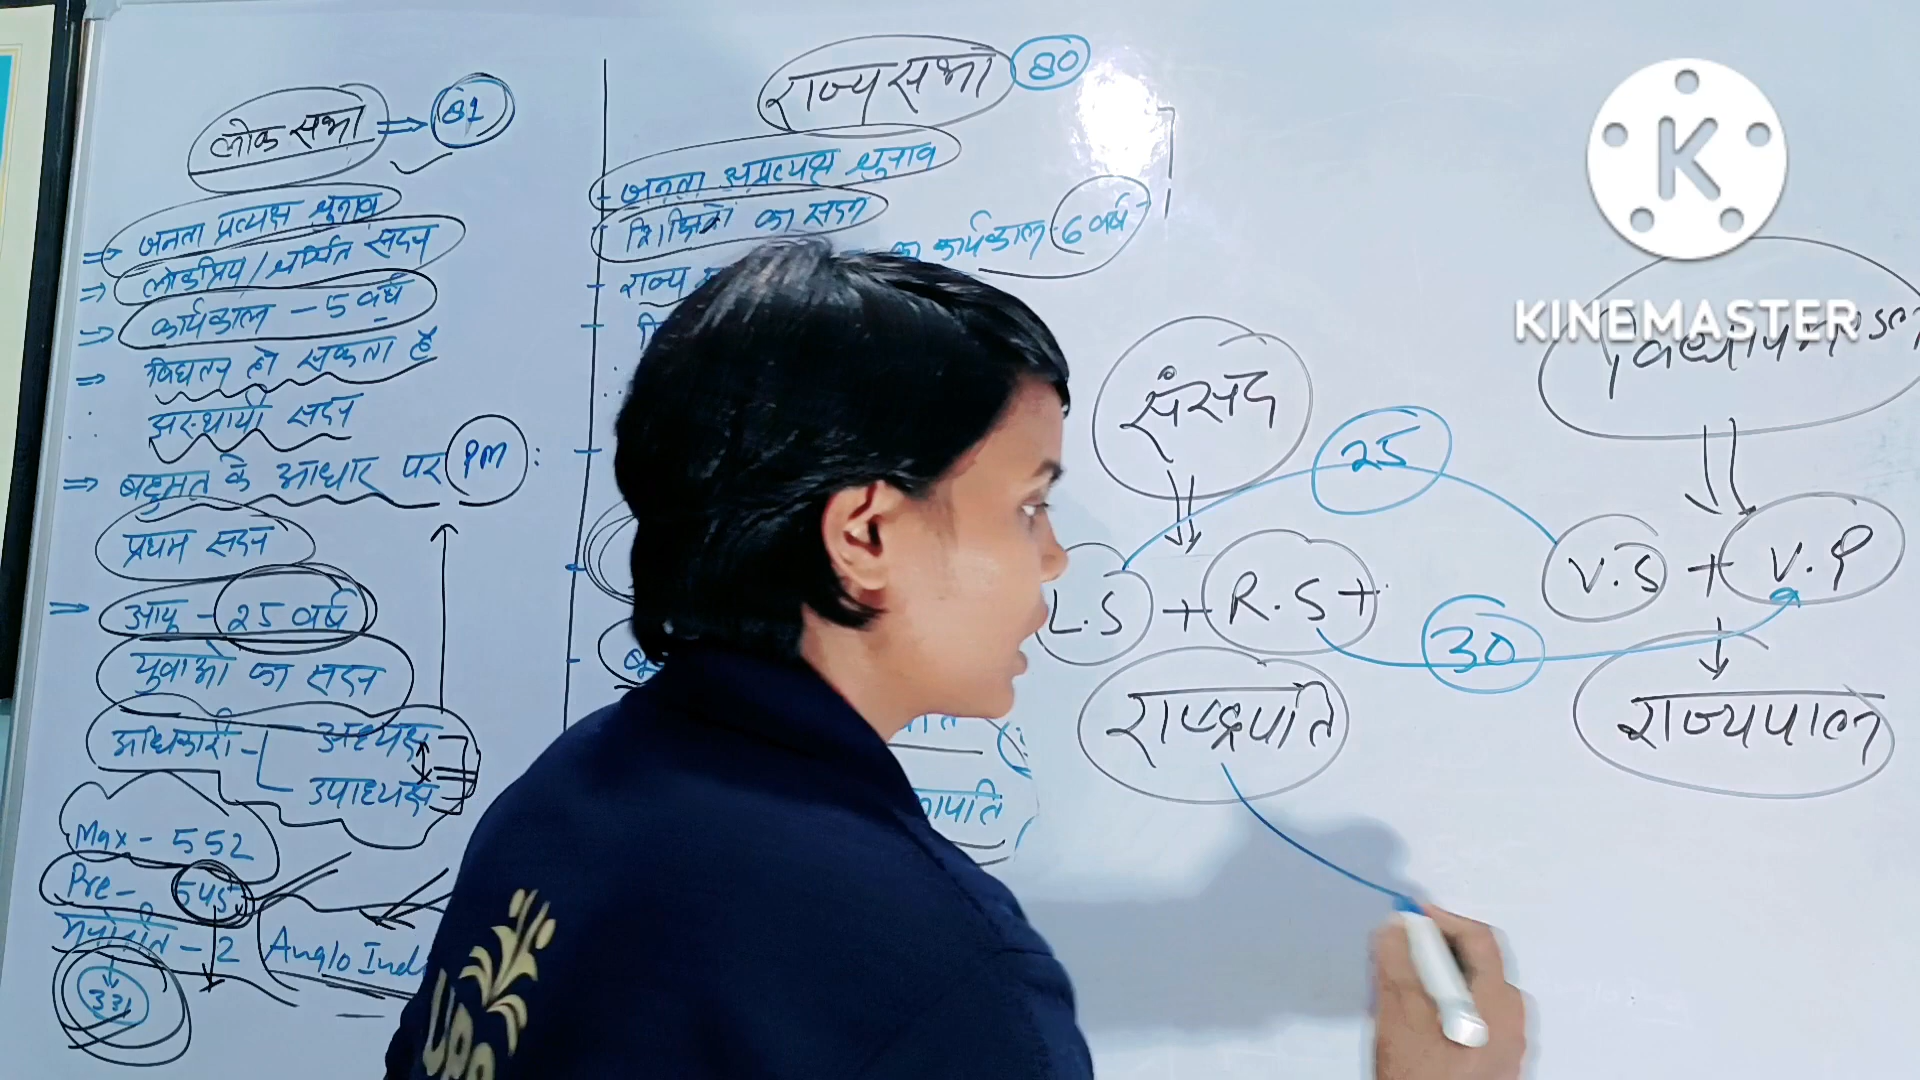 लोक सभा ⇒ 81
⇒ जनता प्रत्यक्ष चुनाव
⇒ लोकप्रिय / चर्चित सदन
⇒ कार्यकाल - 5 वर्ष
⇒ विघटन हो सकता है
अस्थायी सदन
⇒ बहुमत के आधार पर PM :
प्रथम सदन
⇒ आयु - 25 वर्ष
युवाओ का सदन
अधिकारी - अध्यक्ष
उपाध्यक्ष
Max - 552
Pre - 545
मनोनीत - 2 Anglo Ind
331
राज्य सभा 80
जनता अप्रत्यक्ष चुनाव
शिक्षितो का सदन
राज्य का कार्यकाल - 6 वर्ष
संसद
25
L.S + R.S +
राष्ट्रपति
30
V.S + V.P
राज्यपाल
KINEMASTER
K